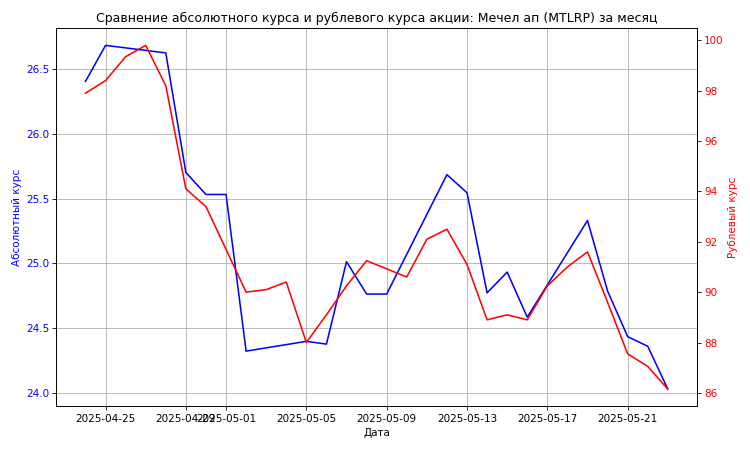 Сравнение абсолютного курса и рублевого курса акции: Мечел ап (MTLRP) за месяц
Абсолютный курс
26.5
26.0
25.5
25.0
24.5
24.0
100
98
96
94
92
90
88
86
Рублевый курс
2025-04-25 2025-04-29 2025-05-01 2025-05-05 2025-05-09 2025-05-13 2025-05-17 2025-05-21
Дата